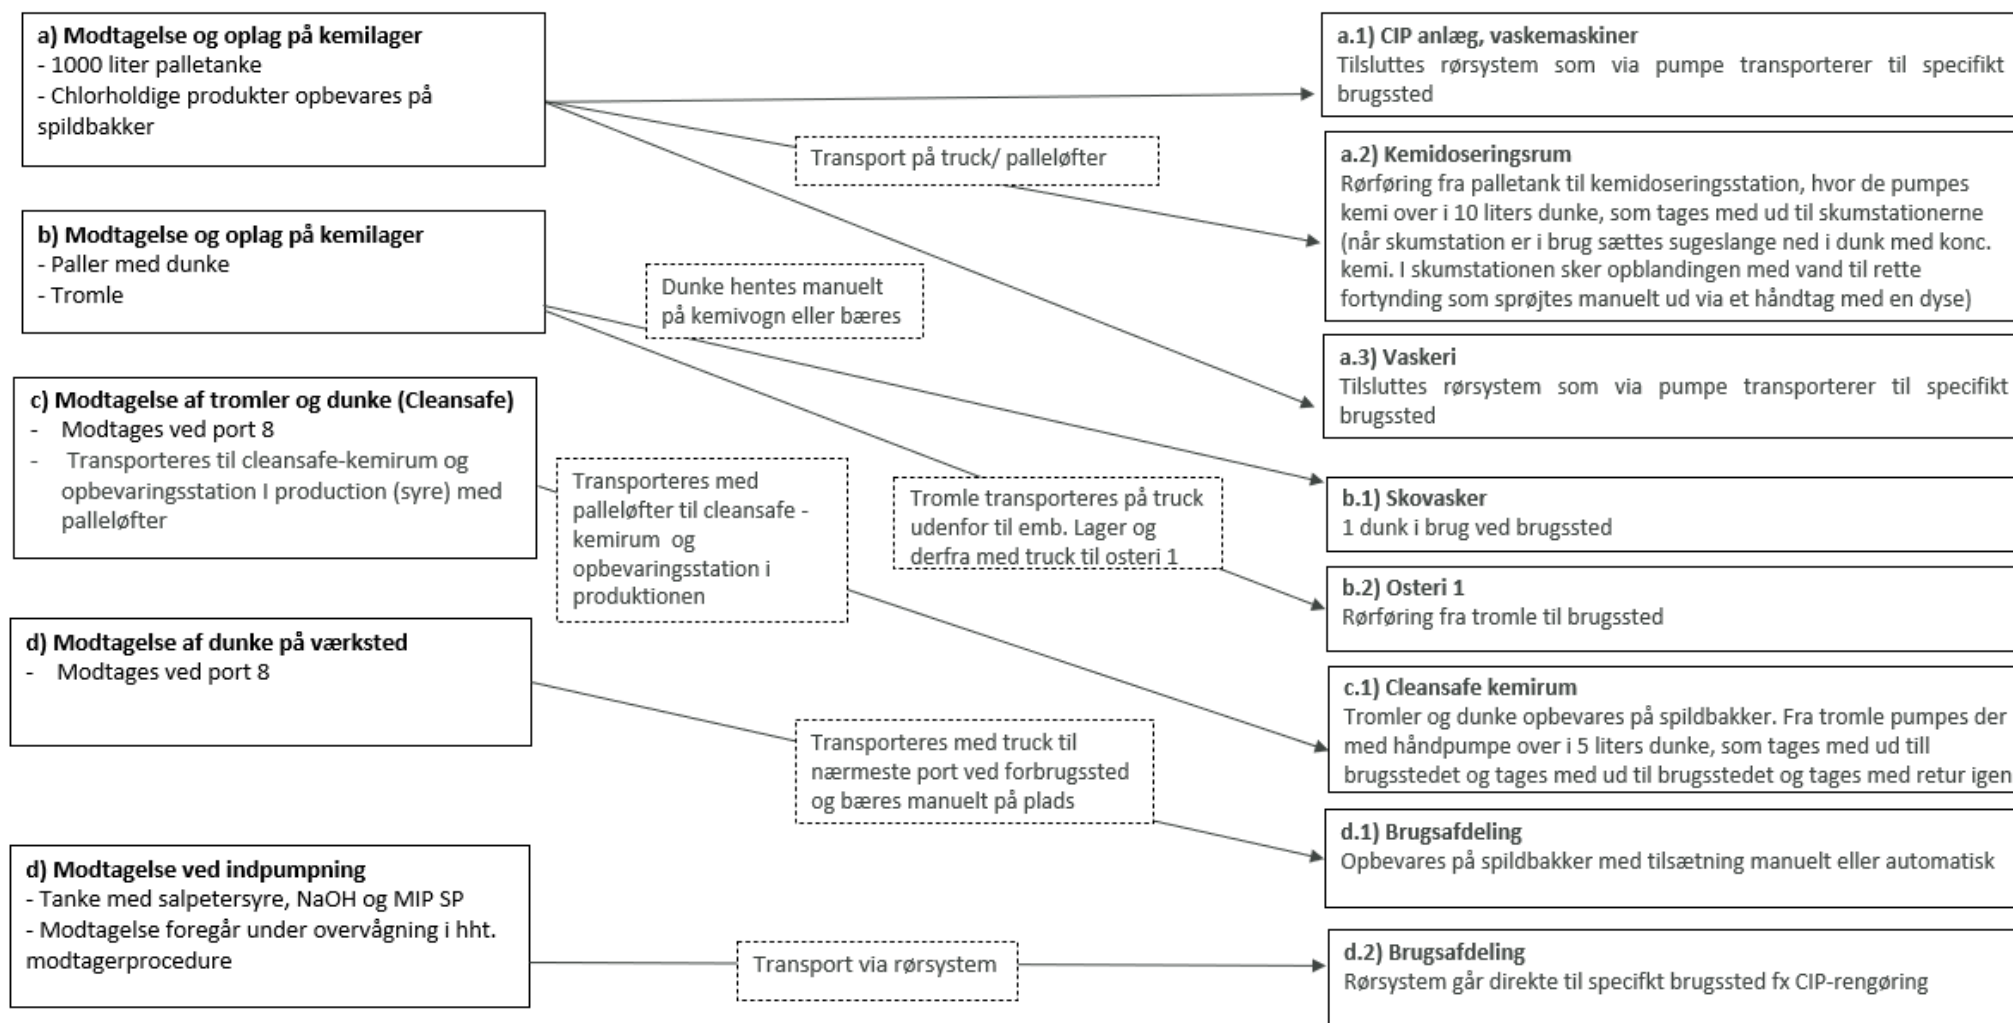 a) Modtagelse og oplag på kemilager
- 1000 liter palletanke
- Chlorholdige produkter opbevares på
spildbakker
b) Modtagelse og oplag på kemilager
- Paller med dunke
- Tromle
c) Modtagelse af tromler og dunke (Cleansafe)
- Modtages ved port 8
- Transporteres til cleansafe-kemirum og
opbevaringsstation I production (syre) med
palleløfter
d) Modtagelse af dunke på værksted
- Modtages ved port 8
d) Modtagelse ved indpumpning
- Tanke med salpetersyre, NaOH og MIP SP
- Modtagelse foregår under overvågning i hht.
modtagerprocedure
Transport på truck/ palleløfter
Dunke hentes manuelt
på kemivogn eller bæres
Transporteres med
palleløfter til cleansafe -
kemirum og
opbevaringsstation i
produktionen
Tromle transporteres på truck
udenfor til emb. Lager og
derfra med truck til osteri 1
Transporteres med truck til
nærmeste port ved forbrugssted
og bæres manuelt på plads
Transport via rørsystem
a.1) CIP anlæg, vaskemaskiner
Tilsluttes rørsystem som via pumpe transporterer til specifikt
brugssted
a.2) Kemidoseringsrum
Rørføring fra palletank til kemidoseringsstation, hvor de pumpes
kemi over i 10 liters dunke, som tages med ud til skumstationerne
(når skumstation er i brug sættes sugeslange ned i dunk med konc.
kemi. I skumstationen sker opblandingen med vand til rette
fortynding som sprøjtes manuelt ud via et håndtag med en dyse)
a.3) Vaskeri
Tilsluttes rørsystem som via pumpe transporterer til specifikt
brugssted
b.1) Skovasker
1 dunk i brug ved brugssted
b.2) Osteri 1
Rørføring fra tromle til brugssted
c.1) Cleansafe kemirum
Tromler og dunke opbevares på spildbakker. Fra tromle pumpes der
med håndpumpe over i 5 liters dunke, som tages med ud till
brugsstedet og tages med ud til brugsstedet og tages med retur igen
d.1) Brugsafdeling
Opbevares på spildbakker med tilsætning manuelt eller automatisk
d.2) Brugsafdeling
Rørsystem går direkte til specifkt brugssted fx CIP-rengøring